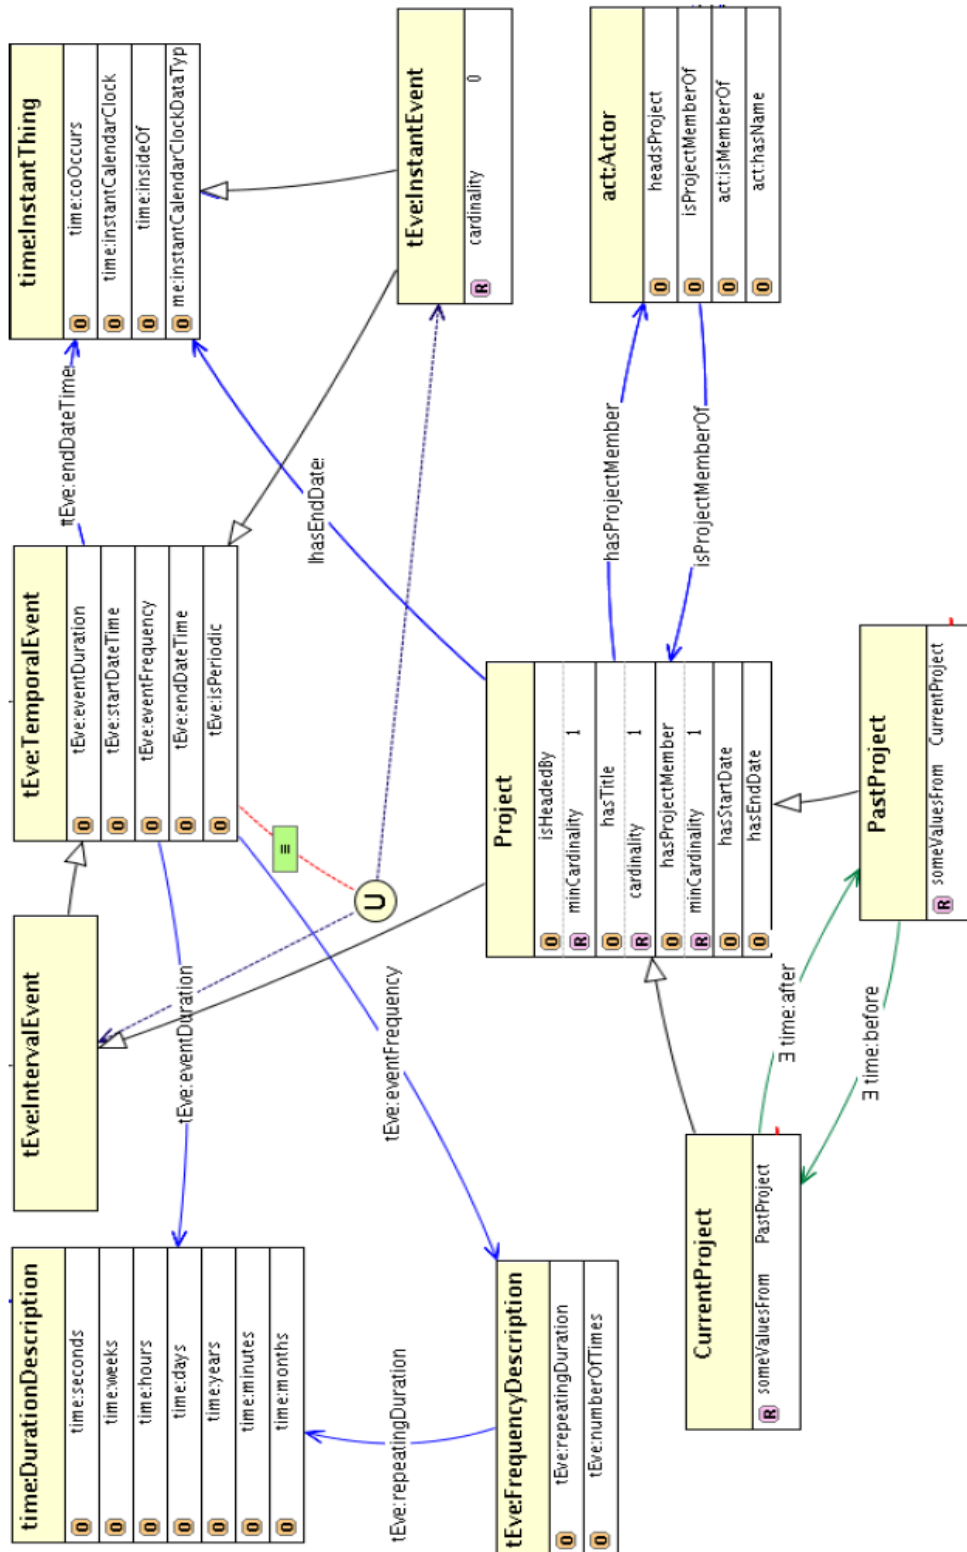 time:DurationDescription
O time:seconds
O time:weeks
O time:hours
O time:days
O time:years
O time:minutes
O time:months
tEve:IntervalEvent
tEve:TemporalEvent
O tEve:eventDuration
O tEve:startDateTime
O tEve:eventFrequency
O tEve:endDateTime
O tEve:isPeriodic
tEve:endDateTime
time:InstantThing
O time:coOccurs
O time:instantCalendarClock
O time:insideOf
O me:instantCalendarClockDataTyp
tEve:eventDuration
≡
U
hasEndDate
tEve:eventFrequency
tEve:InstantEvent
R cardinality 0
tEve:repeatingDuration
tEve:FrequencyDescription
O tEve:repeatingDuration
O tEve:numberOfTimes
Project
O isHeadedBy
R minCardinality 1
O hasTitle
R cardinality 1
O hasProjectMember
R minCardinality 1
O hasStartDate
O hasEndDate
hasProjectMember
isProjectMemberOf
act:Actor
O headsProject
O isProjectMemberOf
O act:isMemberOf
O act:hasName
CurrentProject
R someValuesFrom PastProject
∃ time:after
∃ time:before
PastProject
R someValuesFrom CurrentProject